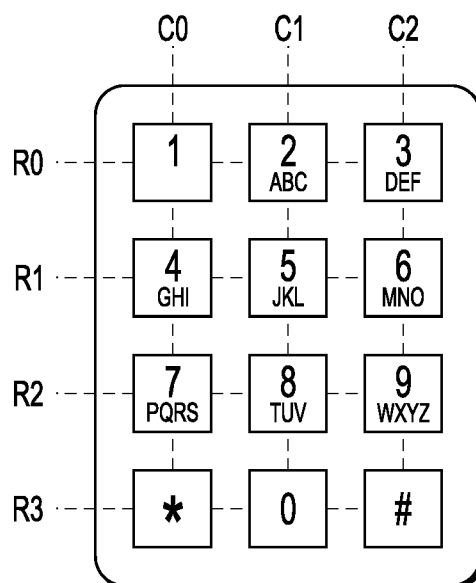 C0 C1 C2
R0 1 2 3
ABC DEF
R1 4 5 6
GHI JKL MNO
R2 7 8 9
PQRS TUV WXYZ
R3 * 0 #